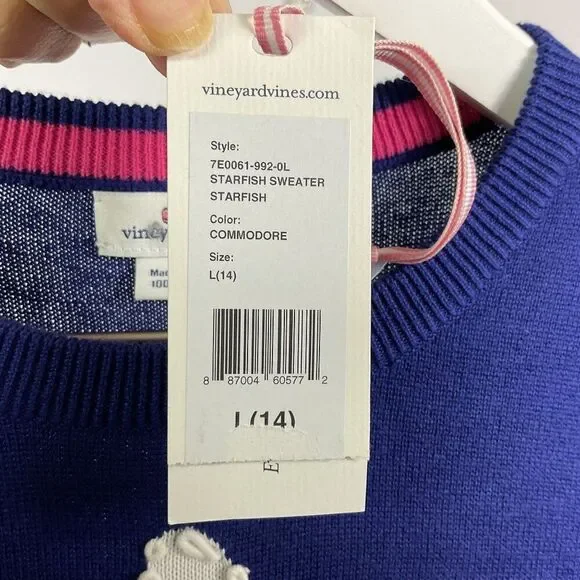 vineyardvines.com
Style:
7E0061-992-0L
STARFISH SWEATER
STARFISH
Color:
COMMODORE
Size:
L(14)
8 87004 60577 2
L(14)